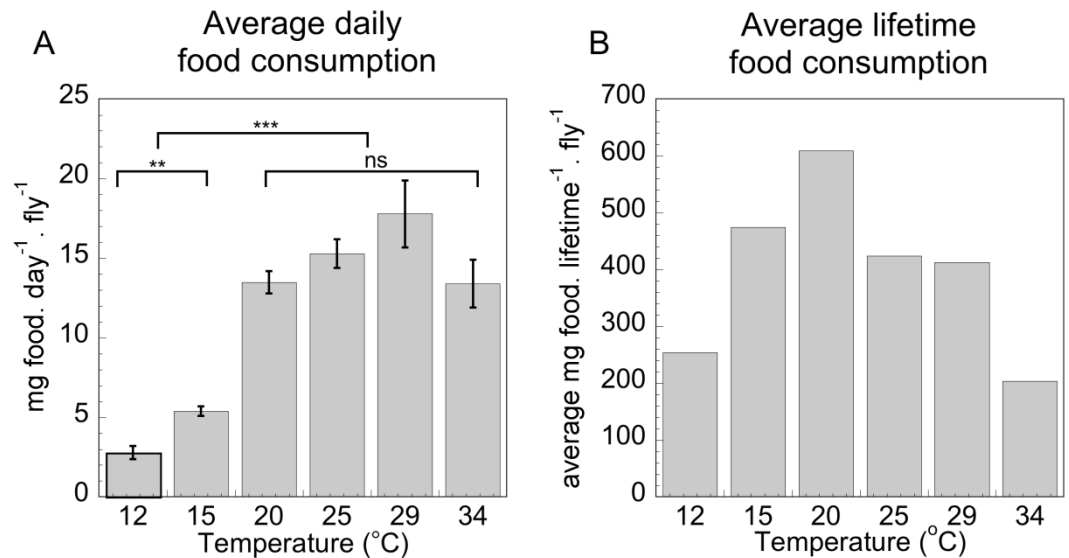 A
Average daily
food consumption
25
20
15
10
5
0
mg food. day⁻¹ . fly⁻¹
***
**
ns
12 15 20 25 29 34
Temperature (°C)
B
Average lifetime
food consumption
700
600
500
400
300
200
100
0
average mg food. lifetime⁻¹ . fly⁻¹
12 15 20 25 29 34
Temperature (°C)